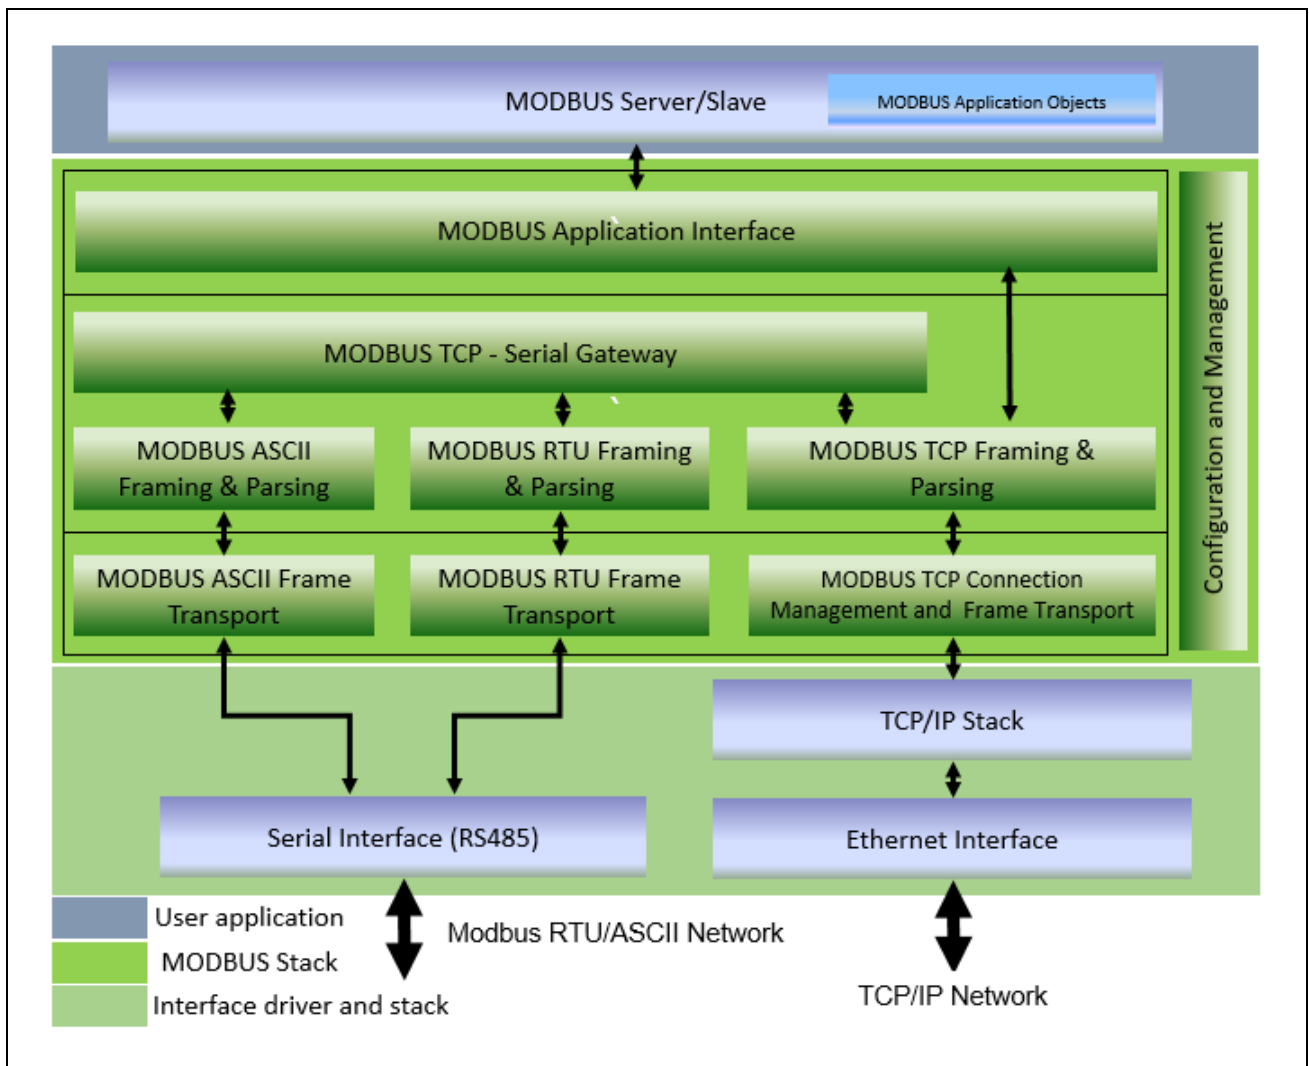 MODBUS Server/Slave
MODBUS Application Objects
MODBUS Application Interface
MODBUS TCP - Serial Gateway
MODBUS ASCII
Framing & Parsing
MODBUS RTU Framing
& Parsing
MODBUS TCP Framing &
Parsing
MODBUS ASCII Frame
Transport
MODBUS RTU Frame
Transport
MODBUS TCP Connection
Management and Frame Transport
Configuration and Management
TCP/IP Stack
Serial Interface (RS485)
Ethernet Interface
User application
MODBUS Stack
Interface driver and stack
Modbus RTU/ASCII Network
TCP/IP Network